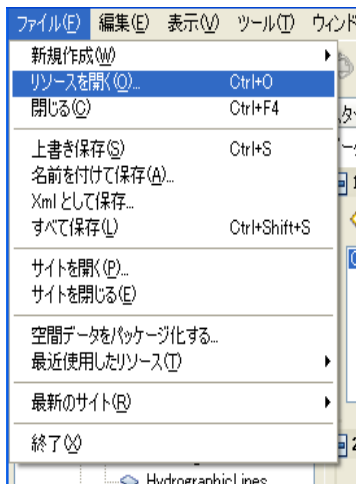 ファイル(F) 編集(E) 表示(V) ツール(T) ウィンド
新規作成(W)
リソースを開く(O)... Ctrl+O
閉じる(C) Ctrl+F4
上書き保存(S) Ctrl+S
名前を付けて保存(A)...
Xml として保存...
すべて保存(L) Ctrl+Shift+S
サイトを開く(P)...
サイトを閉じる(E)
空間データをパッケージ化する...
最近使用したリソース(T)
最新のサイト(R)
終了(X)
HydrographicLines